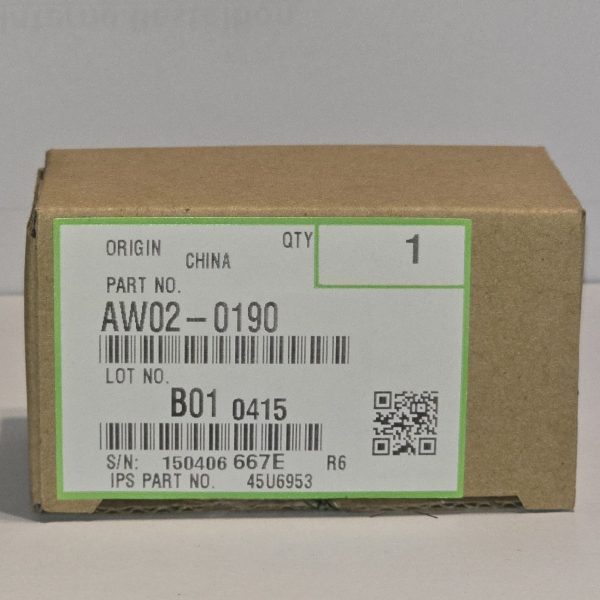 ORIGIN CHINA QTY 1
PART NO.
AW02-0190
LOT NO.
B01 0415
S/N: 150406 667E R6
IPS PART NO. 45U6953